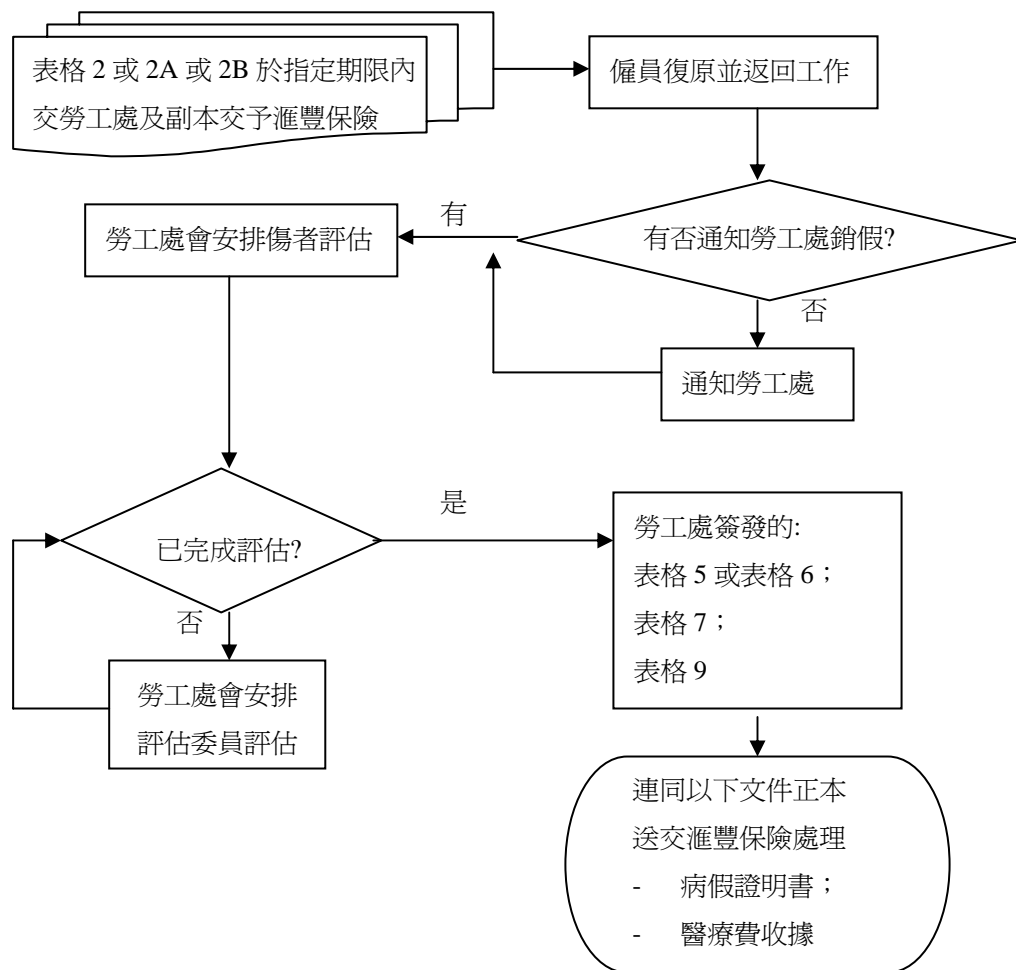 表格 2 或 2A 或 2B 於指定期限內
交勞工處及副本交予滙豐保險
僱員復原並返回工作
有否通知勞工處銷假?
有
勞工處會安排傷者評估
否
通知勞工處
已完成評估?
是
勞工處簽發的:
表格 5 或表格 6；
表格 7；
表格 9
否
勞工處會安排
評估委員評估
連同以下文件正本
送交滙豐保險處理
- 病假證明書；
- 醫療費收據